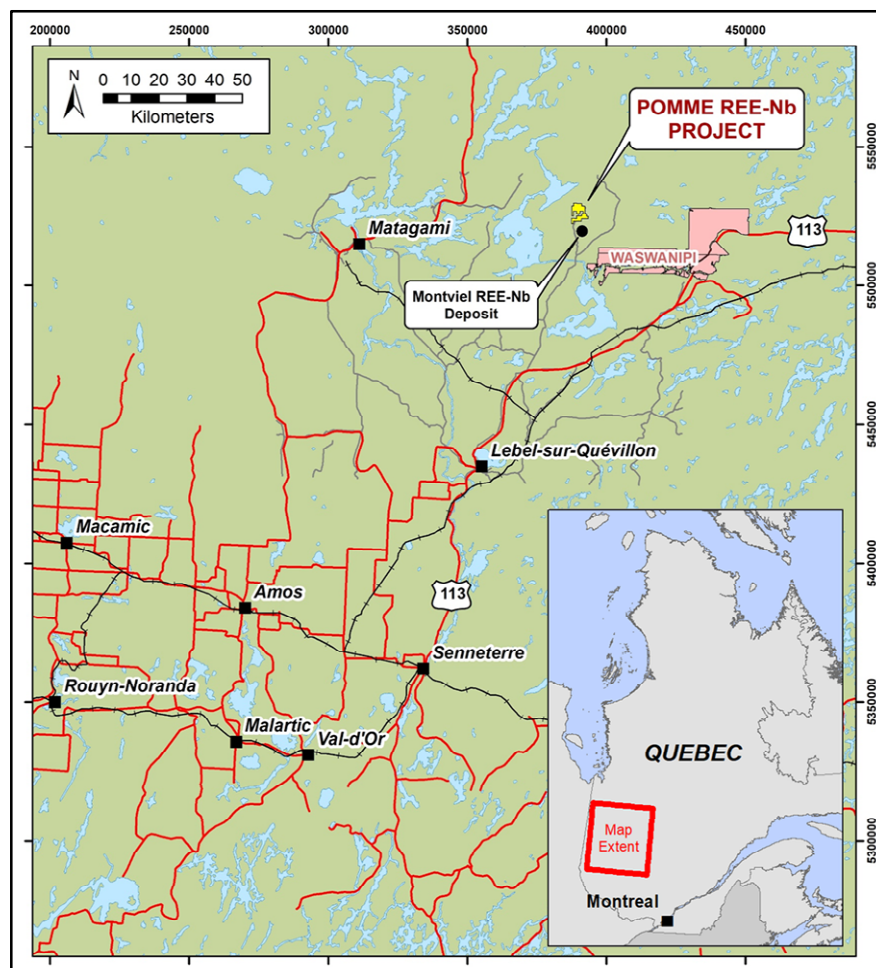 200000 250000 300000 350000 400000 450000
N
0 10 20 30 40 50
Kilometers
POMME REE-Nb
PROJECT
5550000
Matagami
113
WASWANIPI
Montviel REE-Nb
Deposit
5500000
5450000
Lebel-sur-Quévillon
Macamic
5400000
Amos
113
Senneterre
Rouyn-Noranda
5350000
Malartic
Val-d'Or
QUEBEC
Map
Extent
5300000
Montreal
200000 250000 300000 350000